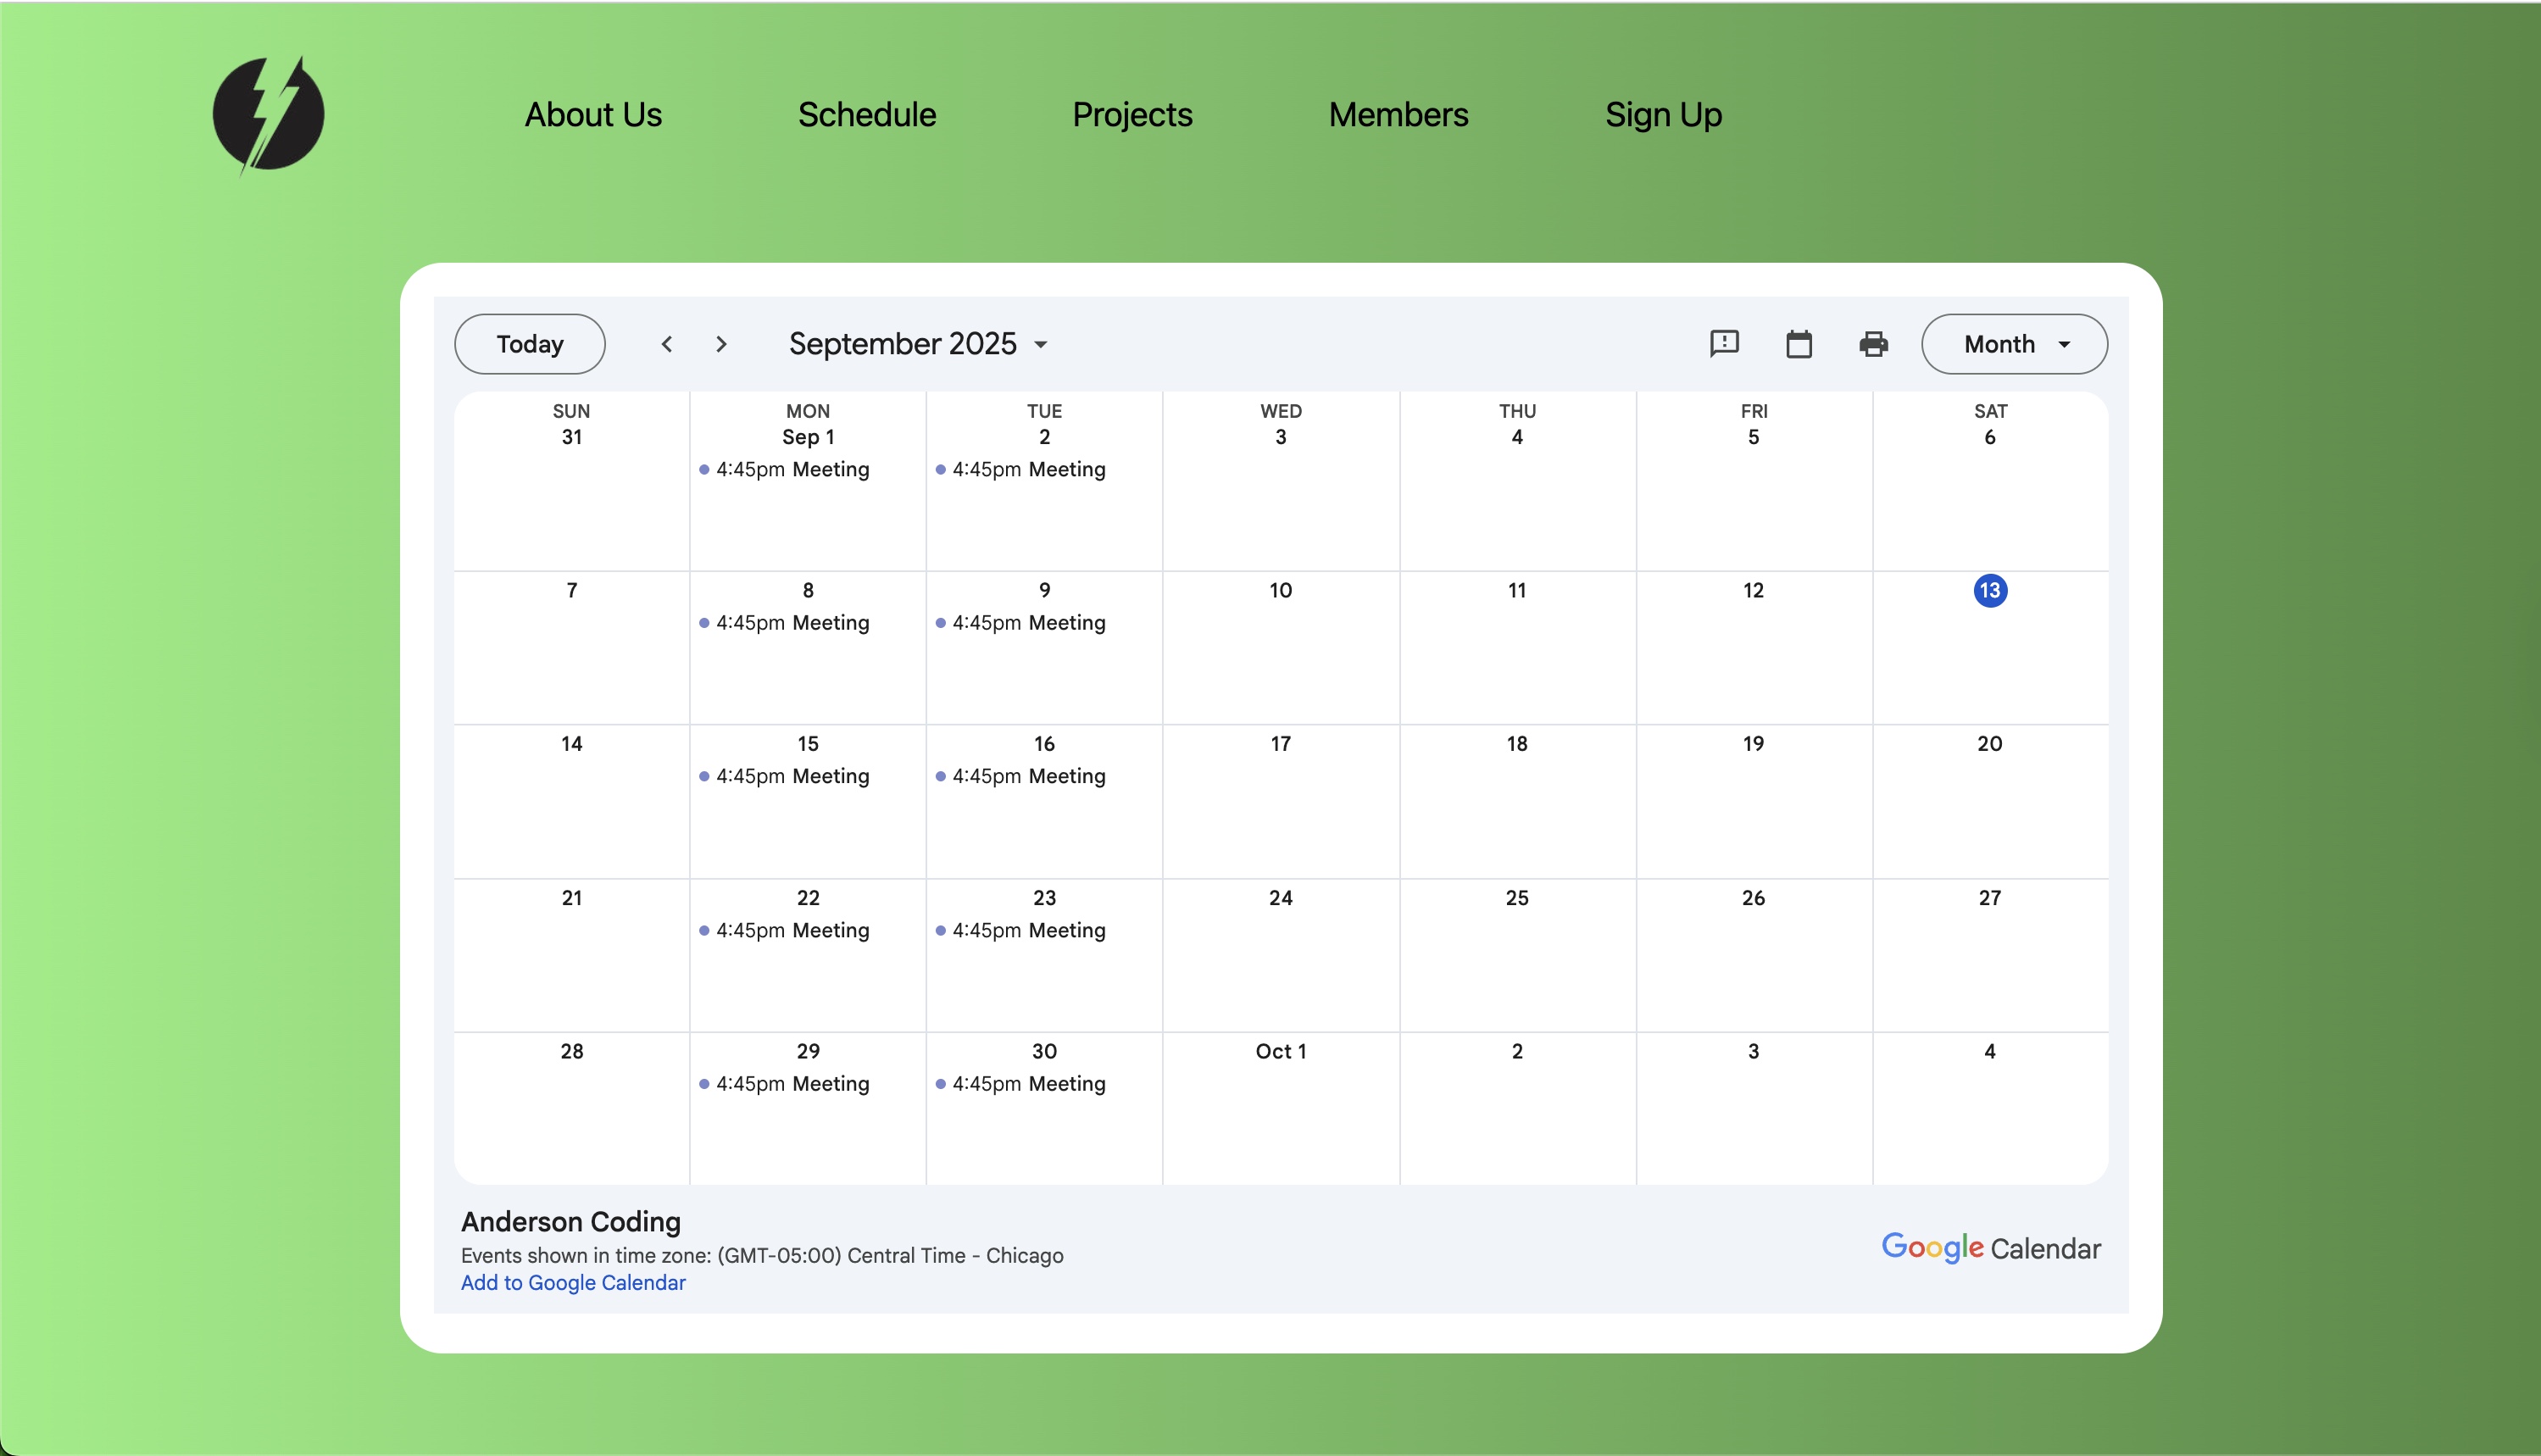 About Us Schedule Projects Members Sign Up
Today September 2025 Month
SUN MON TUE WED THU FRI SAT
31 Sep 1 2 3 4 5 6
4:45pm Meeting 4:45pm Meeting
7 8 9 10 11 12 13
4:45pm Meeting 4:45pm Meeting
14 15 16 17 18 19 20
4:45pm Meeting 4:45pm Meeting
21 22 23 24 25 26 27
4:45pm Meeting 4:45pm Meeting
28 29 30 Oct 1 2 3 4
4:45pm Meeting 4:45pm Meeting
Anderson Coding
Events shown in time zone: (GMT-05:00) Central Time - Chicago
Add to Google Calendar
Google Calendar